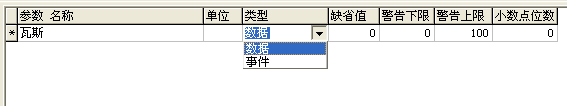 参数 名称 单位 类型 缺省值 警告下限 警告上限 小数点位数
* 瓦斯 数据 0 0 100 0
数据
事件